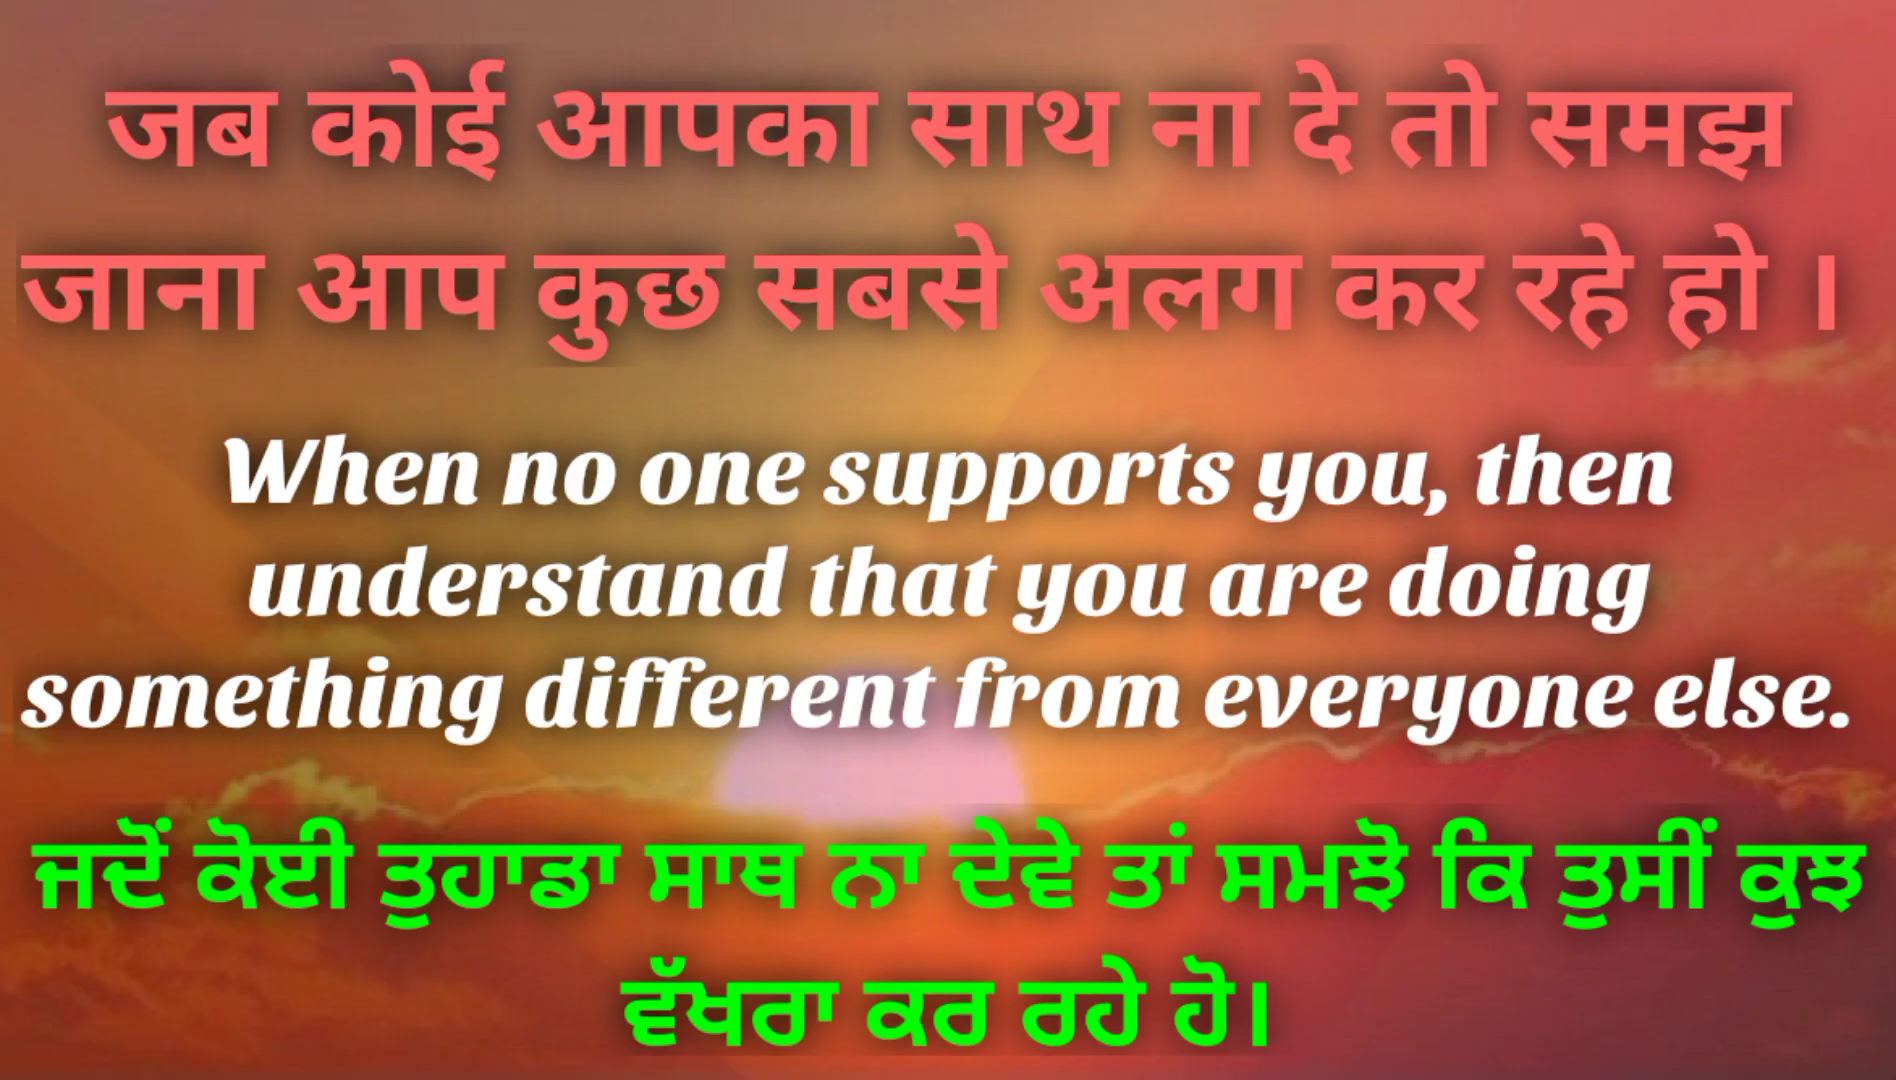 जब कोई आपका साथ ना दे तो समझ
जाना आप कुछ सबसे अलग कर रहे हो ।
When no one supports you, then
understand that you are doing
something different from everyone else.
ਜਦੋਂ ਕੋਈ ਤੁਹਾਡਾ ਸਾਥ ਨਾ ਦੇਵੇ ਤਾਂ ਸਮਝੋ ਕਿ ਤੁਸੀਂ ਕੁਝ
ਵੱਖਰਾ ਕਰ ਰਹੇ ਹੋ।